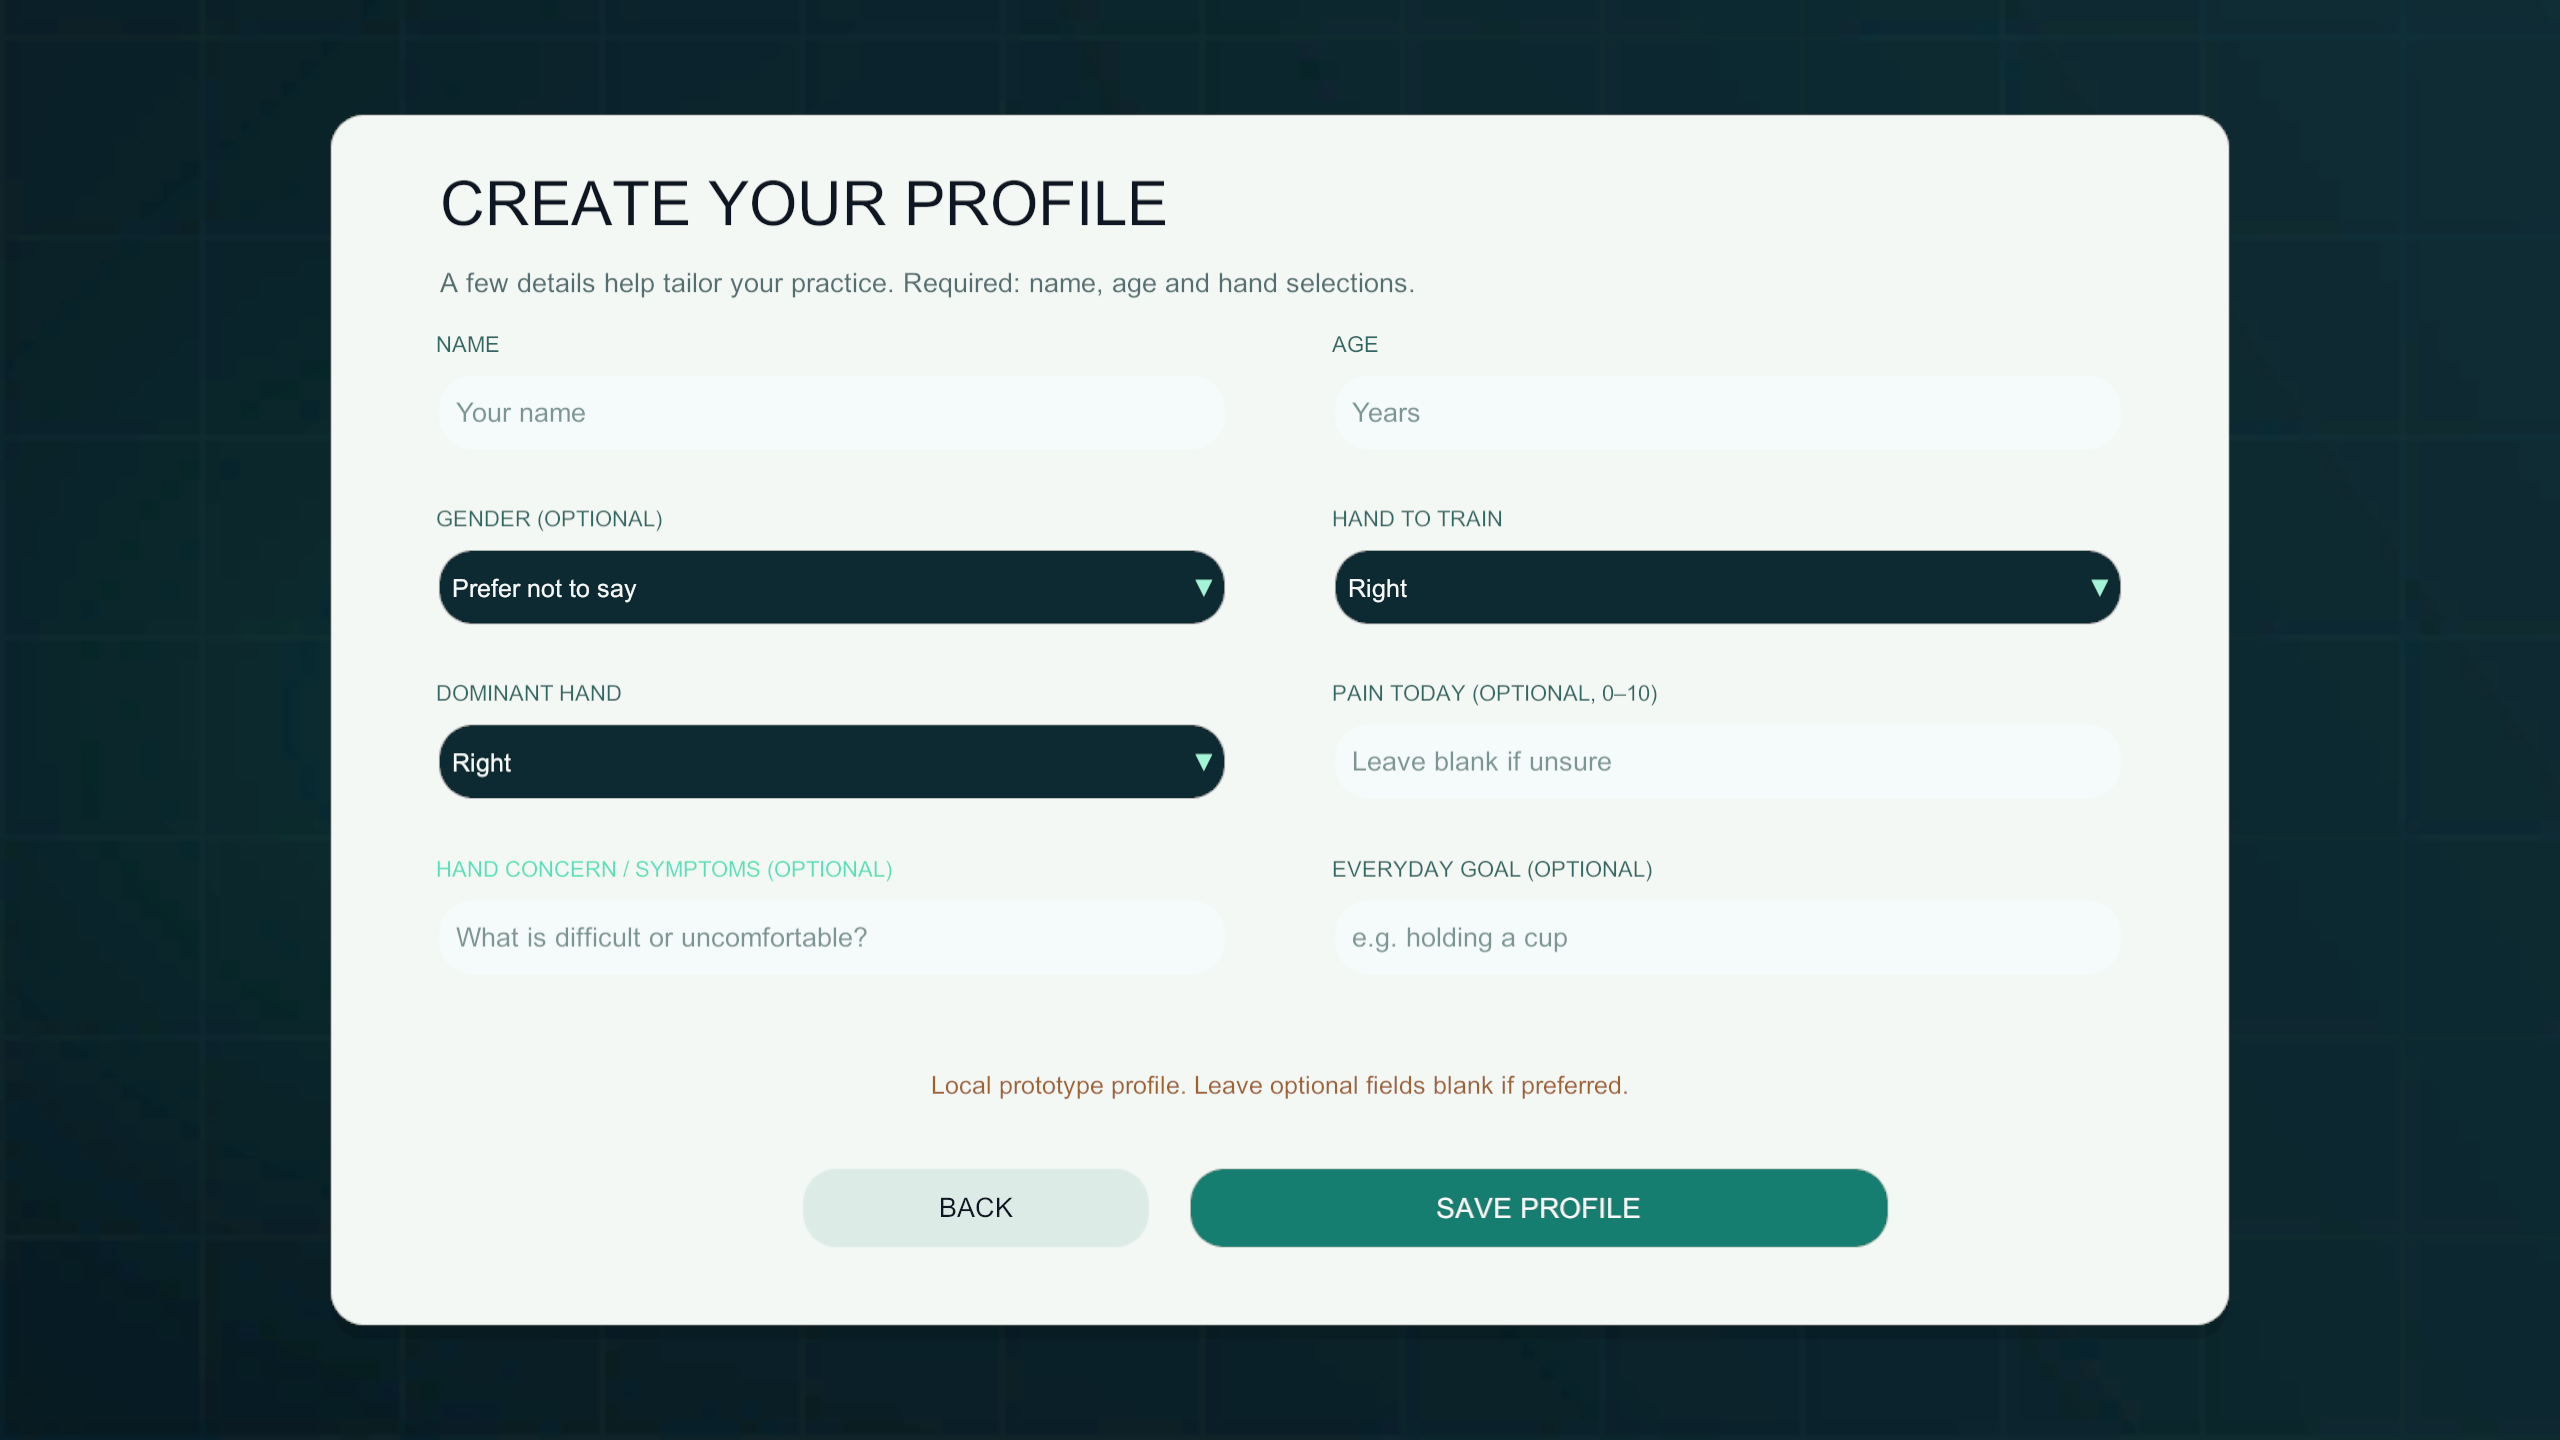 CREATE YOUR PROFILE
A few details help tailor your practice. Required: name, age and hand selections.
NAME
Your name
AGE
Years
GENDER (OPTIONAL)
Prefer not to say
HAND TO TRAIN
Right
DOMINANT HAND
Right
PAIN TODAY (OPTIONAL, 0–10)
Leave blank if unsure
HAND CONCERN / SYMPTOMS (OPTIONAL)
What is difficult or uncomfortable?
EVERYDAY GOAL (OPTIONAL)
e.g. holding a cup
Local prototype profile. Leave optional fields blank if preferred.
BACK
SAVE PROFILE